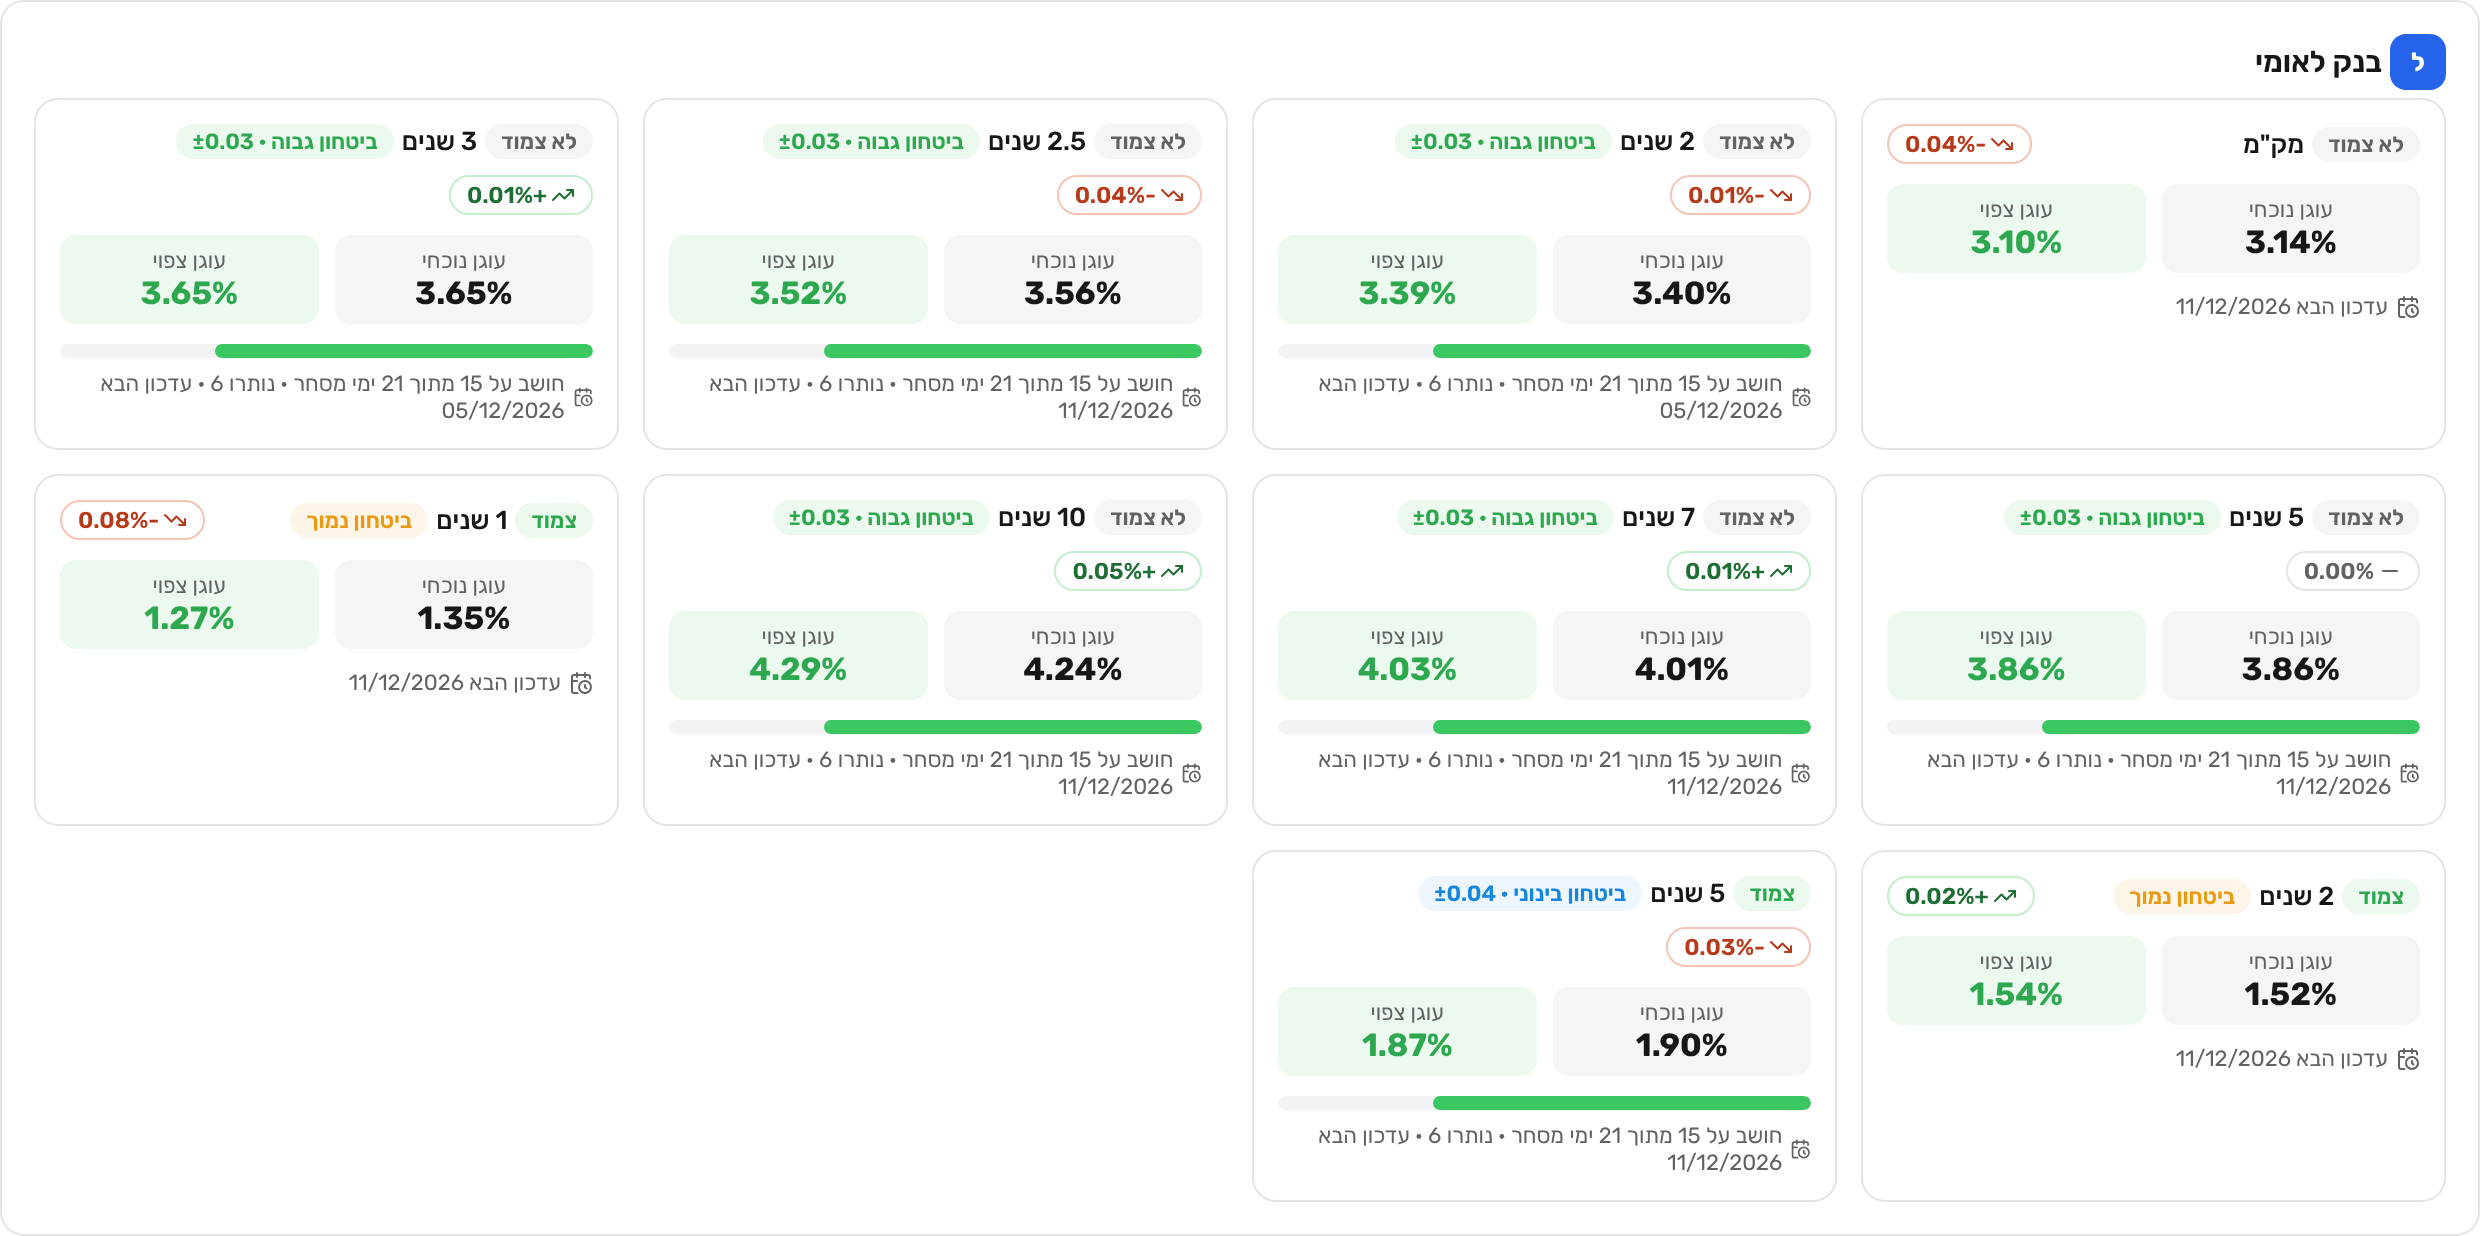 ל בנק לאומי
לא צמוד מק"מ -0.04%
עוגן נוכחי
3.14%
עוגן צפוי
3.10%
עדכון הבא 11/12/2026
לא צמוד 2 שנים ביטחון גבוה • ±0.03
-0.01%
עוגן נוכחי
3.40%
עוגן צפוי
3.39%
חושב על 15 מתוך 21 ימי מסחר • נותרו 6 • עדכון הבא
05/12/2026
לא צמוד 2.5 שנים ביטחון גבוה • ±0.03
-0.04%
עוגן נוכחי
3.56%
עוגן צפוי
3.52%
חושב על 15 מתוך 21 ימי מסחר • נותרו 6 • עדכון הבא
11/12/2026
לא צמוד 3 שנים ביטחון גבוה • ±0.03
+0.01%
עוגן נוכחי
3.65%
עוגן צפוי
3.65%
חושב על 15 מתוך 21 ימי מסחר • נותרו 6 • עדכון הבא
05/12/2026
לא צמוד 5 שנים ביטחון גבוה • ±0.03
0.00%
עוגן נוכחי
3.86%
עוגן צפוי
3.86%
חושב על 15 מתוך 21 ימי מסחר • נותרו 6 • עדכון הבא
11/12/2026
לא צמוד 7 שנים ביטחון גבוה • ±0.03
+0.01%
עוגן נוכחי
4.01%
עוגן צפוי
4.03%
חושב על 15 מתוך 21 ימי מסחר • נותרו 6 • עדכון הבא
11/12/2026
לא צמוד 10 שנים ביטחון גבוה • ±0.03
+0.05%
עוגן נוכחי
4.24%
עוגן צפוי
4.29%
חושב על 15 מתוך 21 ימי מסחר • נותרו 6 • עדכון הבא
11/12/2026
צמוד 1 שנים ביטחון נמוך -0.08%
עוגן נוכחי
1.35%
עוגן צפוי
1.27%
עדכון הבא 11/12/2026
צמוד 2 שנים ביטחון נמוך +0.02%
עוגן נוכחי
1.52%
עוגן צפוי
1.54%
עדכון הבא 11/12/2026
צמוד 5 שנים ביטחון בינוני • ±0.04
-0.03%
עוגן נוכחי
1.90%
עוגן צפוי
1.87%
חושב על 15 מתוך 21 ימי מסחר • נותרו 6 • עדכון הבא
11/12/2026